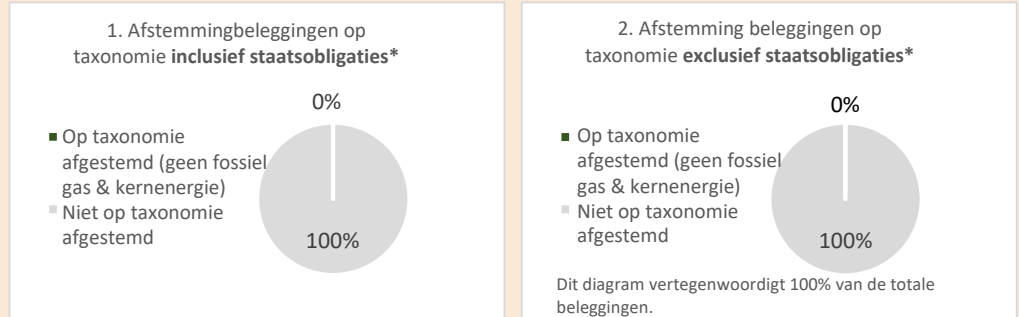 1. Afstemmingbeleggingen op
taxonomie inclusief staatsobligaties*
0%
Op taxonomie
afgestemd (geen fossiel
gas & kernenergie)
Niet op taxonomie
afgestemd
100%
2. Afstemming beleggingen op
taxonomie exclusief staatsobligaties*
0%
Op taxonomie
afgestemd (geen fossiel
gas & kernenergie)
Niet op taxonomie
afgestemd
100%
Dit diagram vertegenwoordigt 100% van de totale
beleggingen.